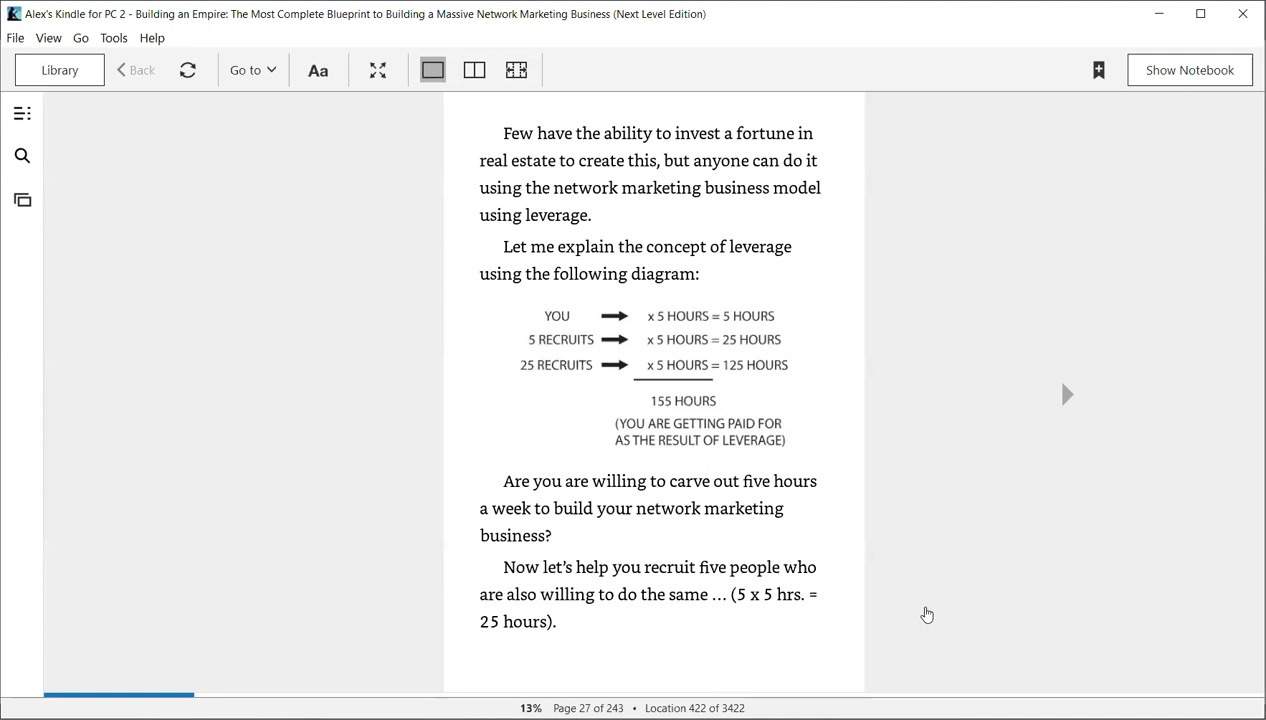 Alex's Kindle for PC 2 - Building an Empire: The Most Complete Blueprint to Building a Massive Network Marketing Business (Next Level Edition)
File View Go Tools Help
Library Back Go to Aa Show Notebook
Few have the ability to invest a fortune in
real estate to create this, but anyone can do it
using the network marketing business model
using leverage.
Let me explain the concept of leverage
using the following diagram:
YOU x 5 HOURS = 5 HOURS
5 RECRUITS x 5 HOURS = 25 HOURS
25 RECRUITS x 5 HOURS = 125 HOURS
155 HOURS
(YOU ARE GETTING PAID FOR
AS THE RESULT OF LEVERAGE)
Are you are willing to carve out five hours
a week to build your network marketing
business?
Now let's help you recruit five people who
are also willing to do the same … (5 x 5 hrs. =
25 hours).
13% Page 27 of 243 • Location 422 of 3422